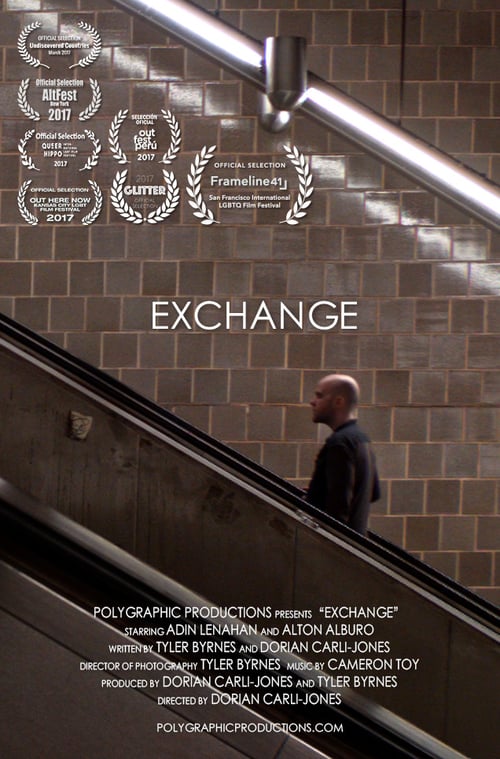 OFFICIAL SELECTION
Undiscovered Countries
March 2017
Official Selection
AltFest
New York
2017
Official Selection
QUEER
HIPPO
2017
OFFICIAL SELECTION
OUT HERE NOW
KANSAS CITY LGBT
FILM FESTIVAL
2017
SELECCIÓN
OFICIAL
out
fest
perú
2017
2017
GLITTER
OFFICIAL
SELECTION
OFFICIAL SELECTION
Frameline41
San Francisco International
LGBTQ Film Festival
EXCHANGE
POLYGRAPHIC PRODUCTIONS PRESENTS "EXCHANGE"
STARRING ADIN LENAHAN AND ALTON ALBURO
WRITTEN BY TYLER BYRNES AND DORIAN CARLI-JONES
DIRECTOR OF PHOTOGRAPHY TYLER BYRNES MUSIC BY CAMERON TOY
PRODUCED BY DORIAN CARLI-JONES AND TYLER BYRNES
DIRECTED BY DORIAN CARLI-JONES
POLYGRAPHICPRODUCTIONS.COM